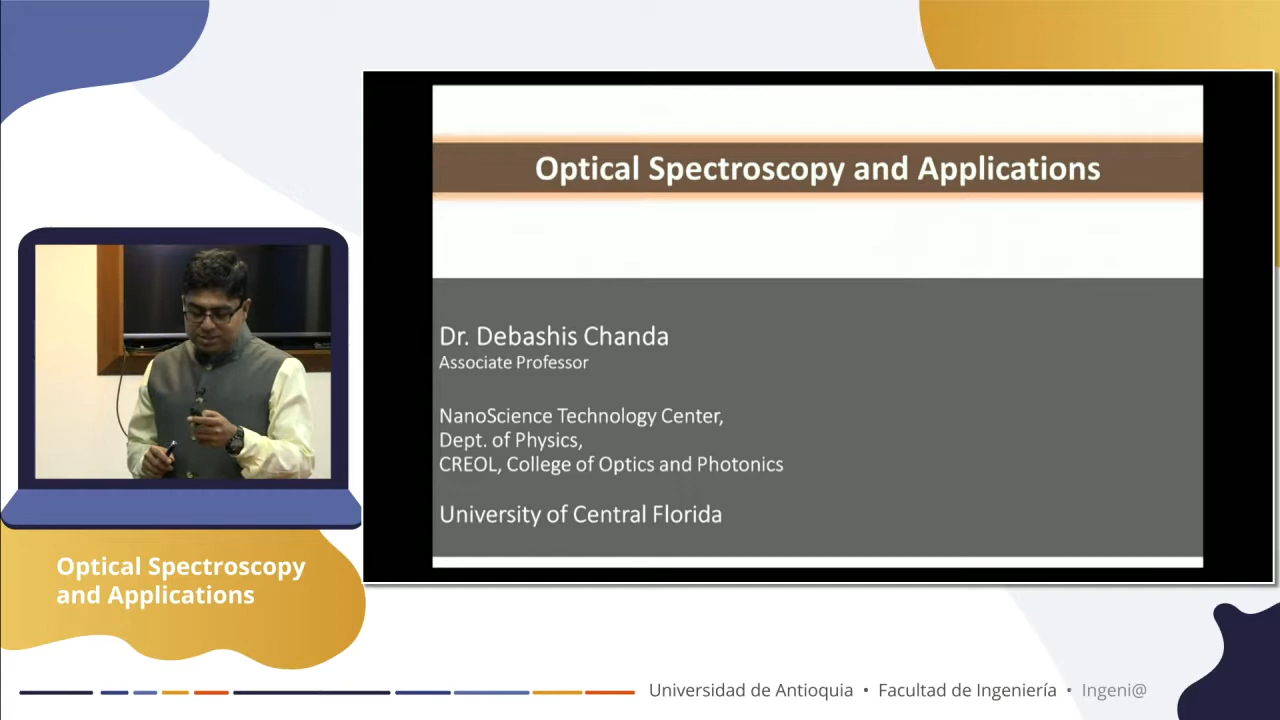 Optical Spectroscopy and Applications
Dr. Debashis Chanda
Associate Professor
NanoScience Technology Center,
Dept. of Physics,
CREOL, College of Optics and Photonics
University of Central Florida
Optical Spectroscopy
and Applications
Universidad de Antioquia • Facultad de Ingeniería • Ingeni@